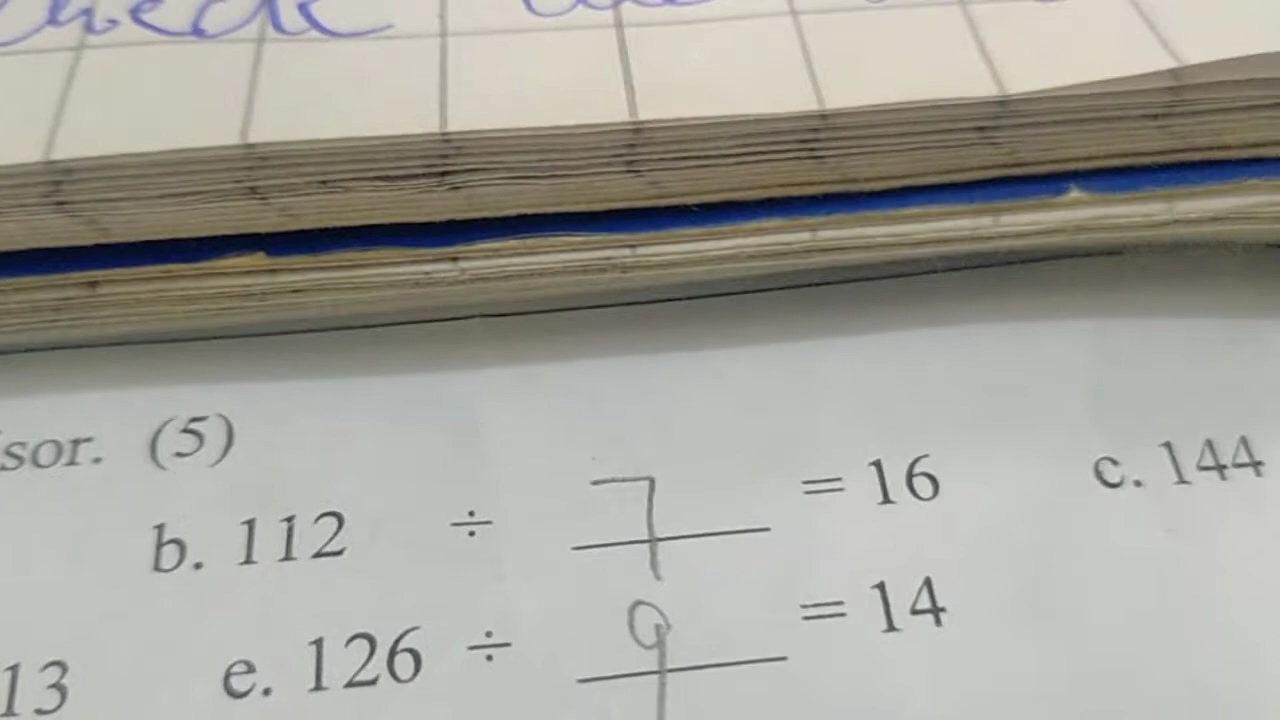 sor. (5)
b. 112 ÷ 7 = 16 c. 144
13 e. 126 ÷ 9 = 14